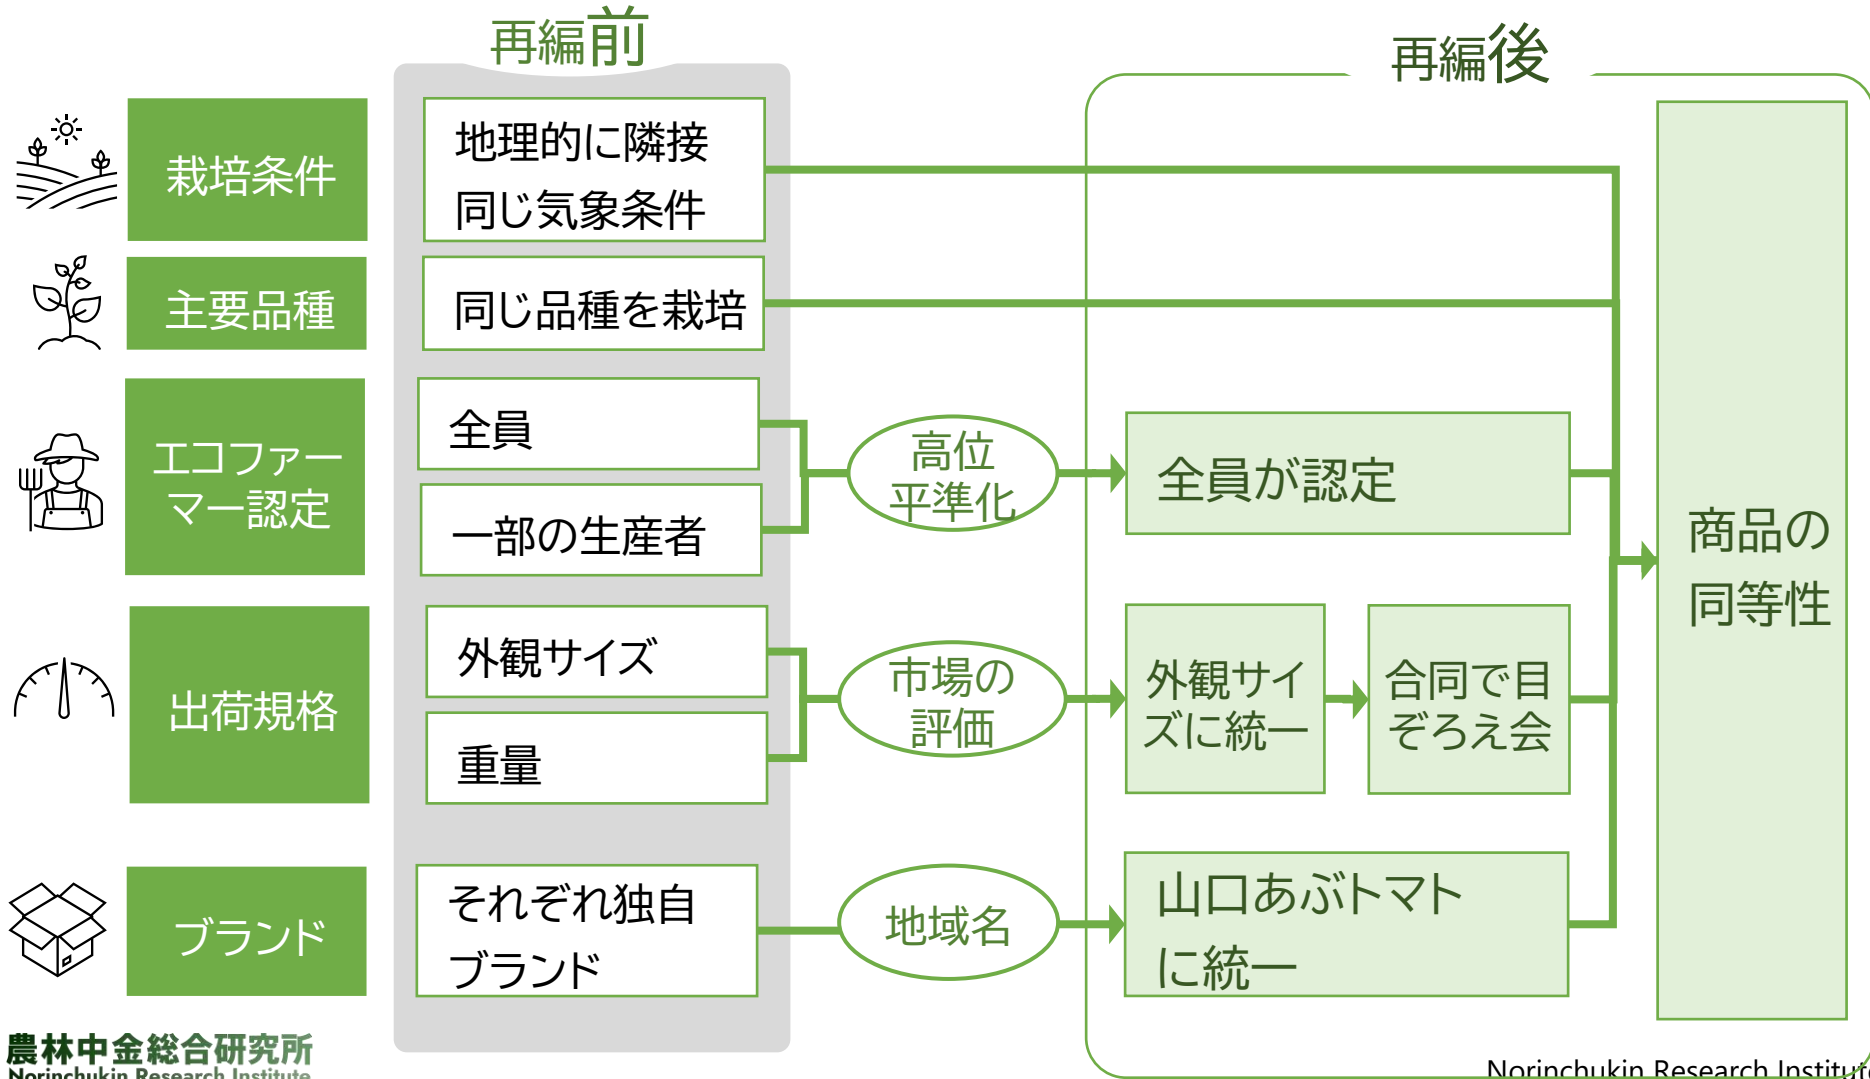 再編前
再編後
栽培条件
地理的に隣接
同じ気象条件
主要品種
同じ品種を栽培
エコファー
マー認定
全員
一部の生産者
高位
平準化
全員が認定
出荷規格
外観サイズ
重量
市場の
評価
外観サイ
ズに統一
合同で目
ぞろえ会
ブランド
それぞれ独自
ブランド
地域名
山口あぶトマト
に統一
商品の
同等性
農林中金総合研究所
Norinchukin Research Institute
Norinchukin Research Institute